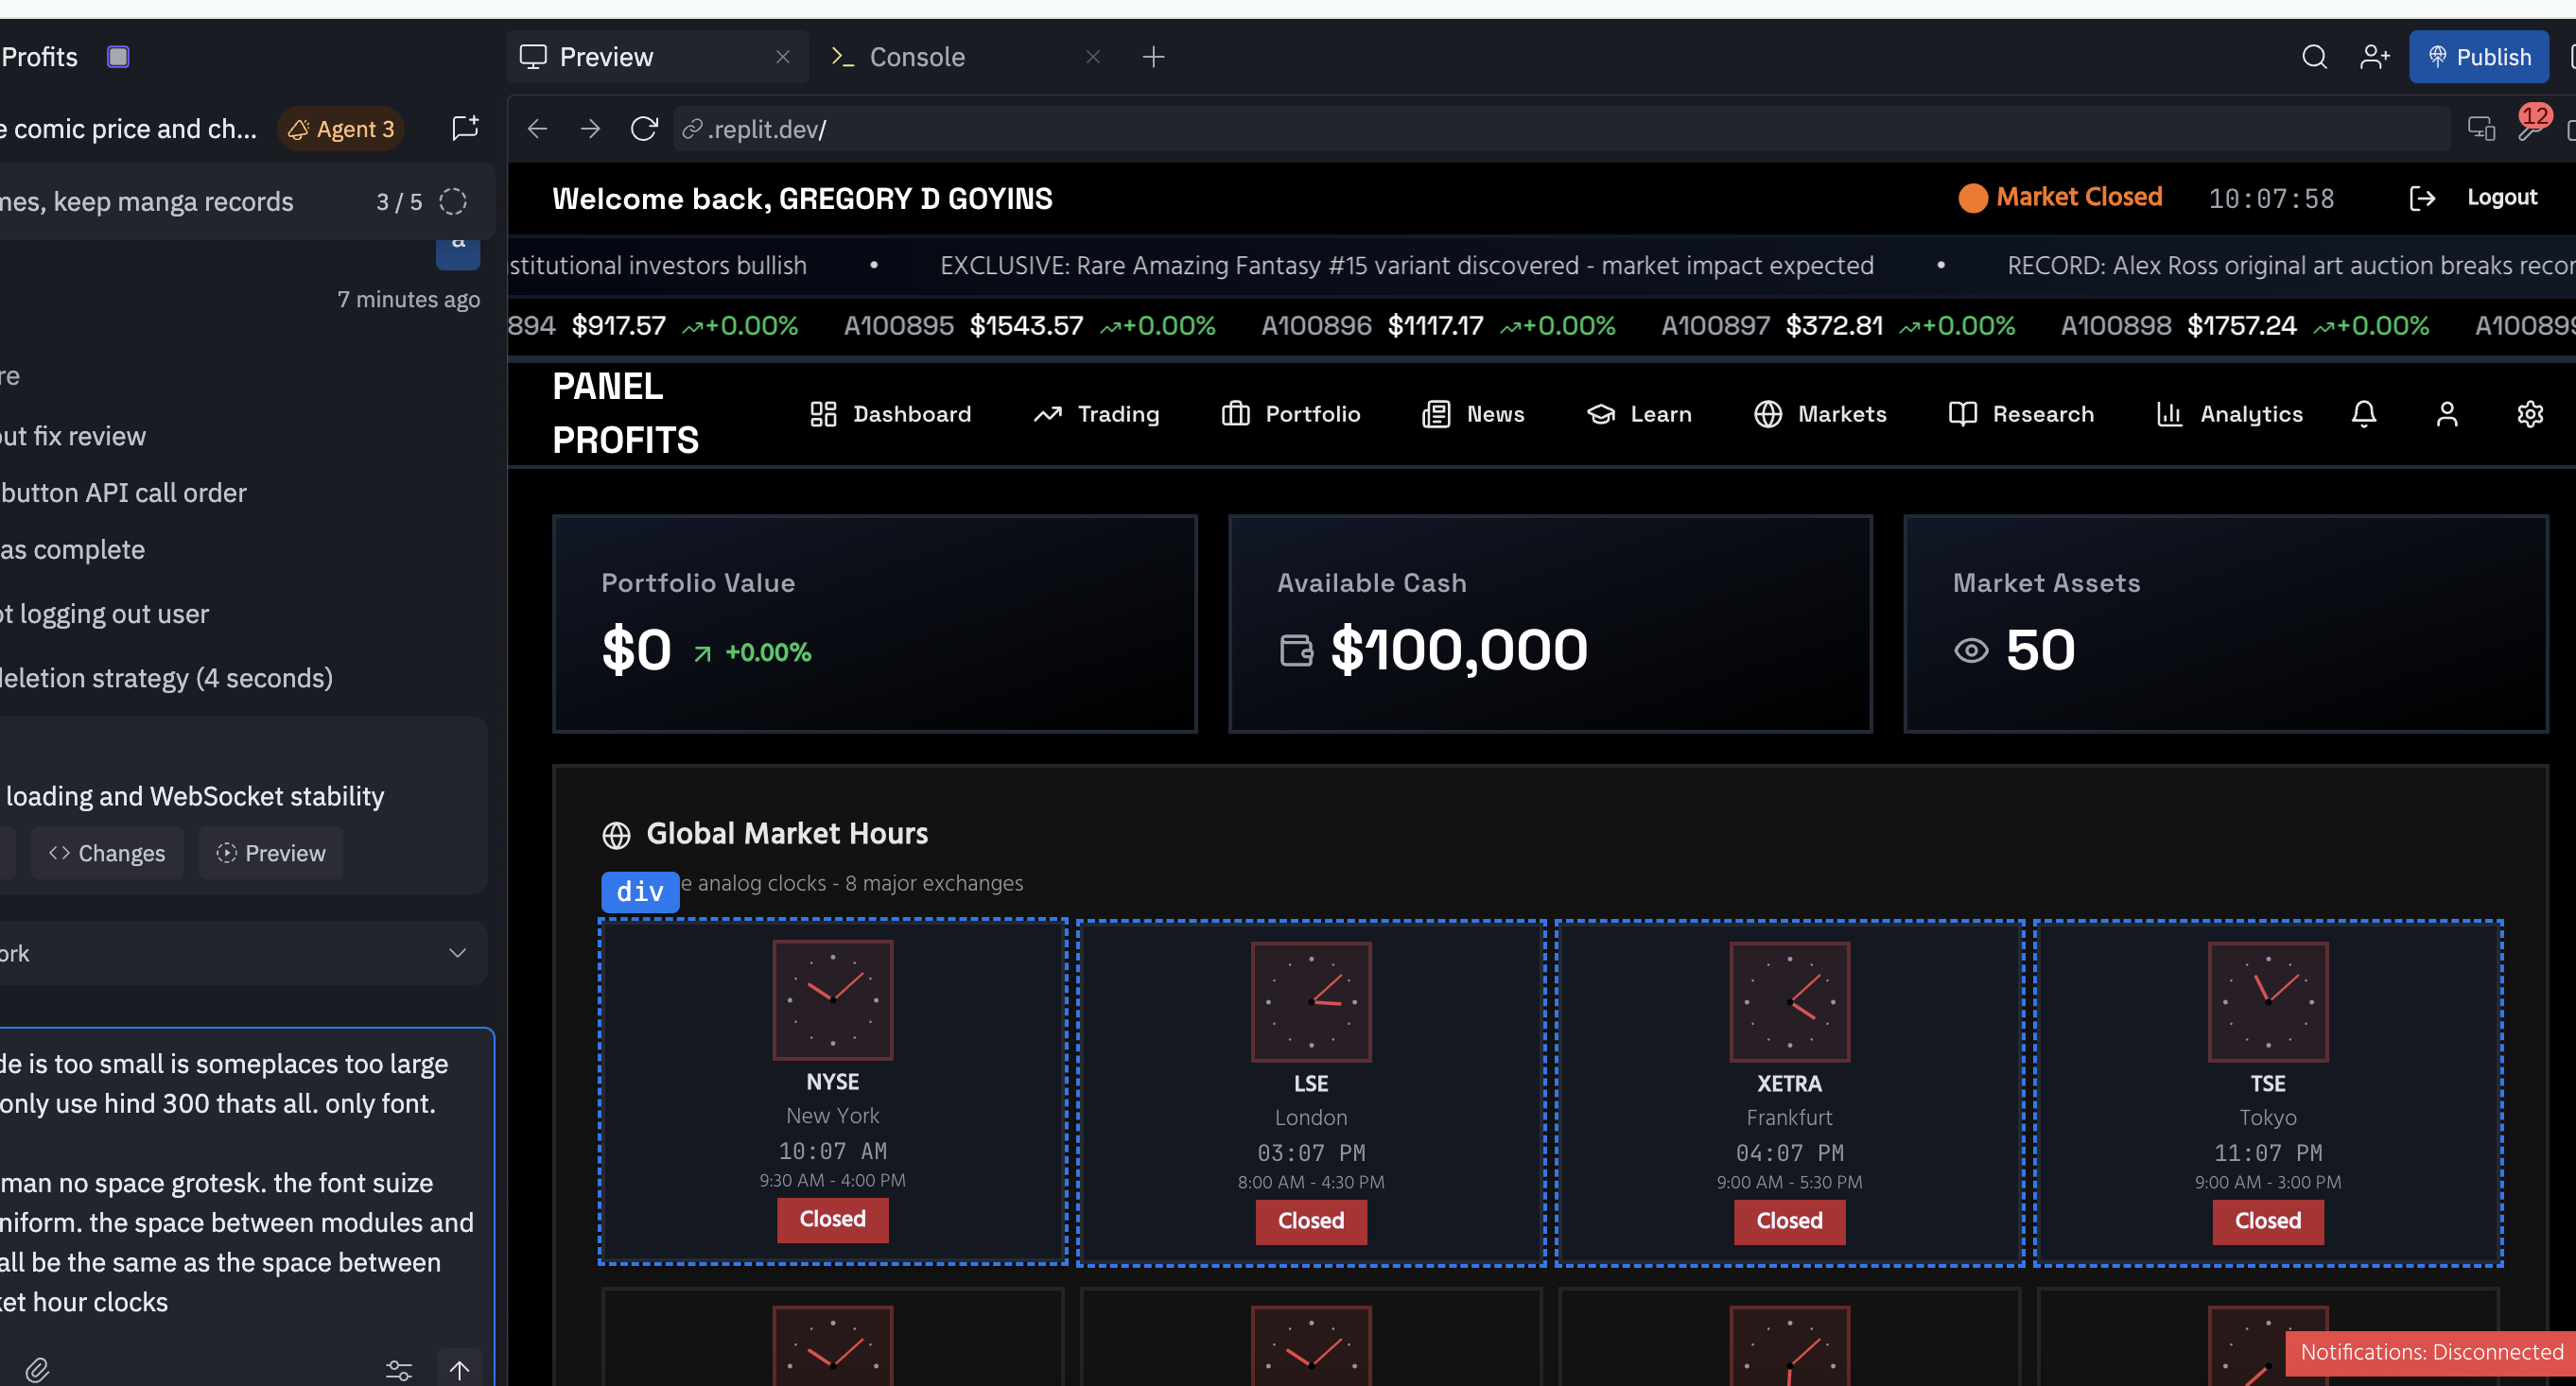 Profits
Preview
Console
Publish
e comic price and ch...
Agent 3
.replit.dev/
12
mes, keep manga records
3 / 5
a
7 minutes ago
re
out fix review
button API call order
as complete
ot logging out user
deletion strategy (4 seconds)
loading and WebSocket stability
Changes
Preview
ork
de is too small is someplaces too large
only use hind 300 thats all. only font.
man no space grotesk. the font suize
niform. the space between modules and
all be the same as the space between
ket hour clocks
Welcome back, GREGORY D GOYINS
Market Closed
10:07:58
Logout
stitutional investors bullish • EXCLUSIVE: Rare Amazing Fantasy #15 variant discovered - market impact expected • RECORD: Alex Ross original art auction breaks recor
894 $917.57 +0.00% A100895 $1543.57 +0.00% A100896 $1117.17 +0.00% A100897 $372.81 +0.00% A100898 $1757.24 +0.00% A100899
PANEL
PROFITS
Dashboard
Trading
Portfolio
News
Learn
Markets
Research
Analytics
Portfolio Value
$0 +0.00%
Available Cash
$100,000
Market Assets
50
Global Market Hours
div
e analog clocks - 8 major exchanges
NYSE
New York
10:07 AM
9:30 AM - 4:00 PM
Closed
LSE
London
03:07 PM
8:00 AM - 4:30 PM
Closed
XETRA
Frankfurt
04:07 PM
9:00 AM - 5:30 PM
Closed
TSE
Tokyo
11:07 PM
9:00 AM - 3:00 PM
Closed
Notifications: Disconnected